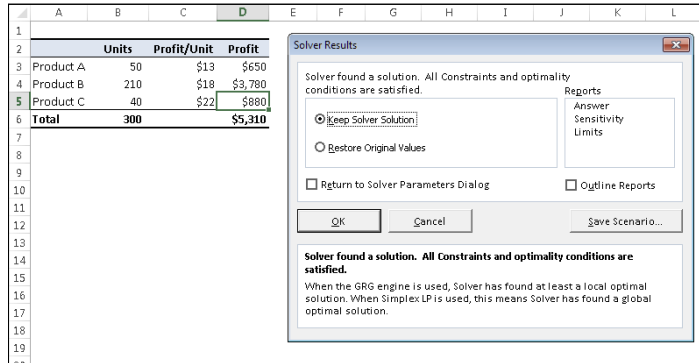 A B C D E F G H I J K L
1
2 Units Profit/Unit Profit
3 Product A 50 $13 $650
4 Product B 210 $18 $3,780
5 Product C 40 $22 $880
6 Total 300 $5,310
7
8
9
10
11
12
13
14
15
16
17
18
19
Solver Results
Solver found a solution. All Constraints and optimality
conditions are satisfied.
Keep Solver Solution
Restore Original Values
Reports
Answer
Sensitivity
Limits
Return to Solver Parameters Dialog
Outline Reports
OK
Cancel
Save Scenario...
Solver found a solution. All Constraints and optimality conditions are
satisfied.
When the GRG engine is used, Solver has found at least a local optimal
solution. When Simplex LP is used, this means Solver has found a global
optimal solution.